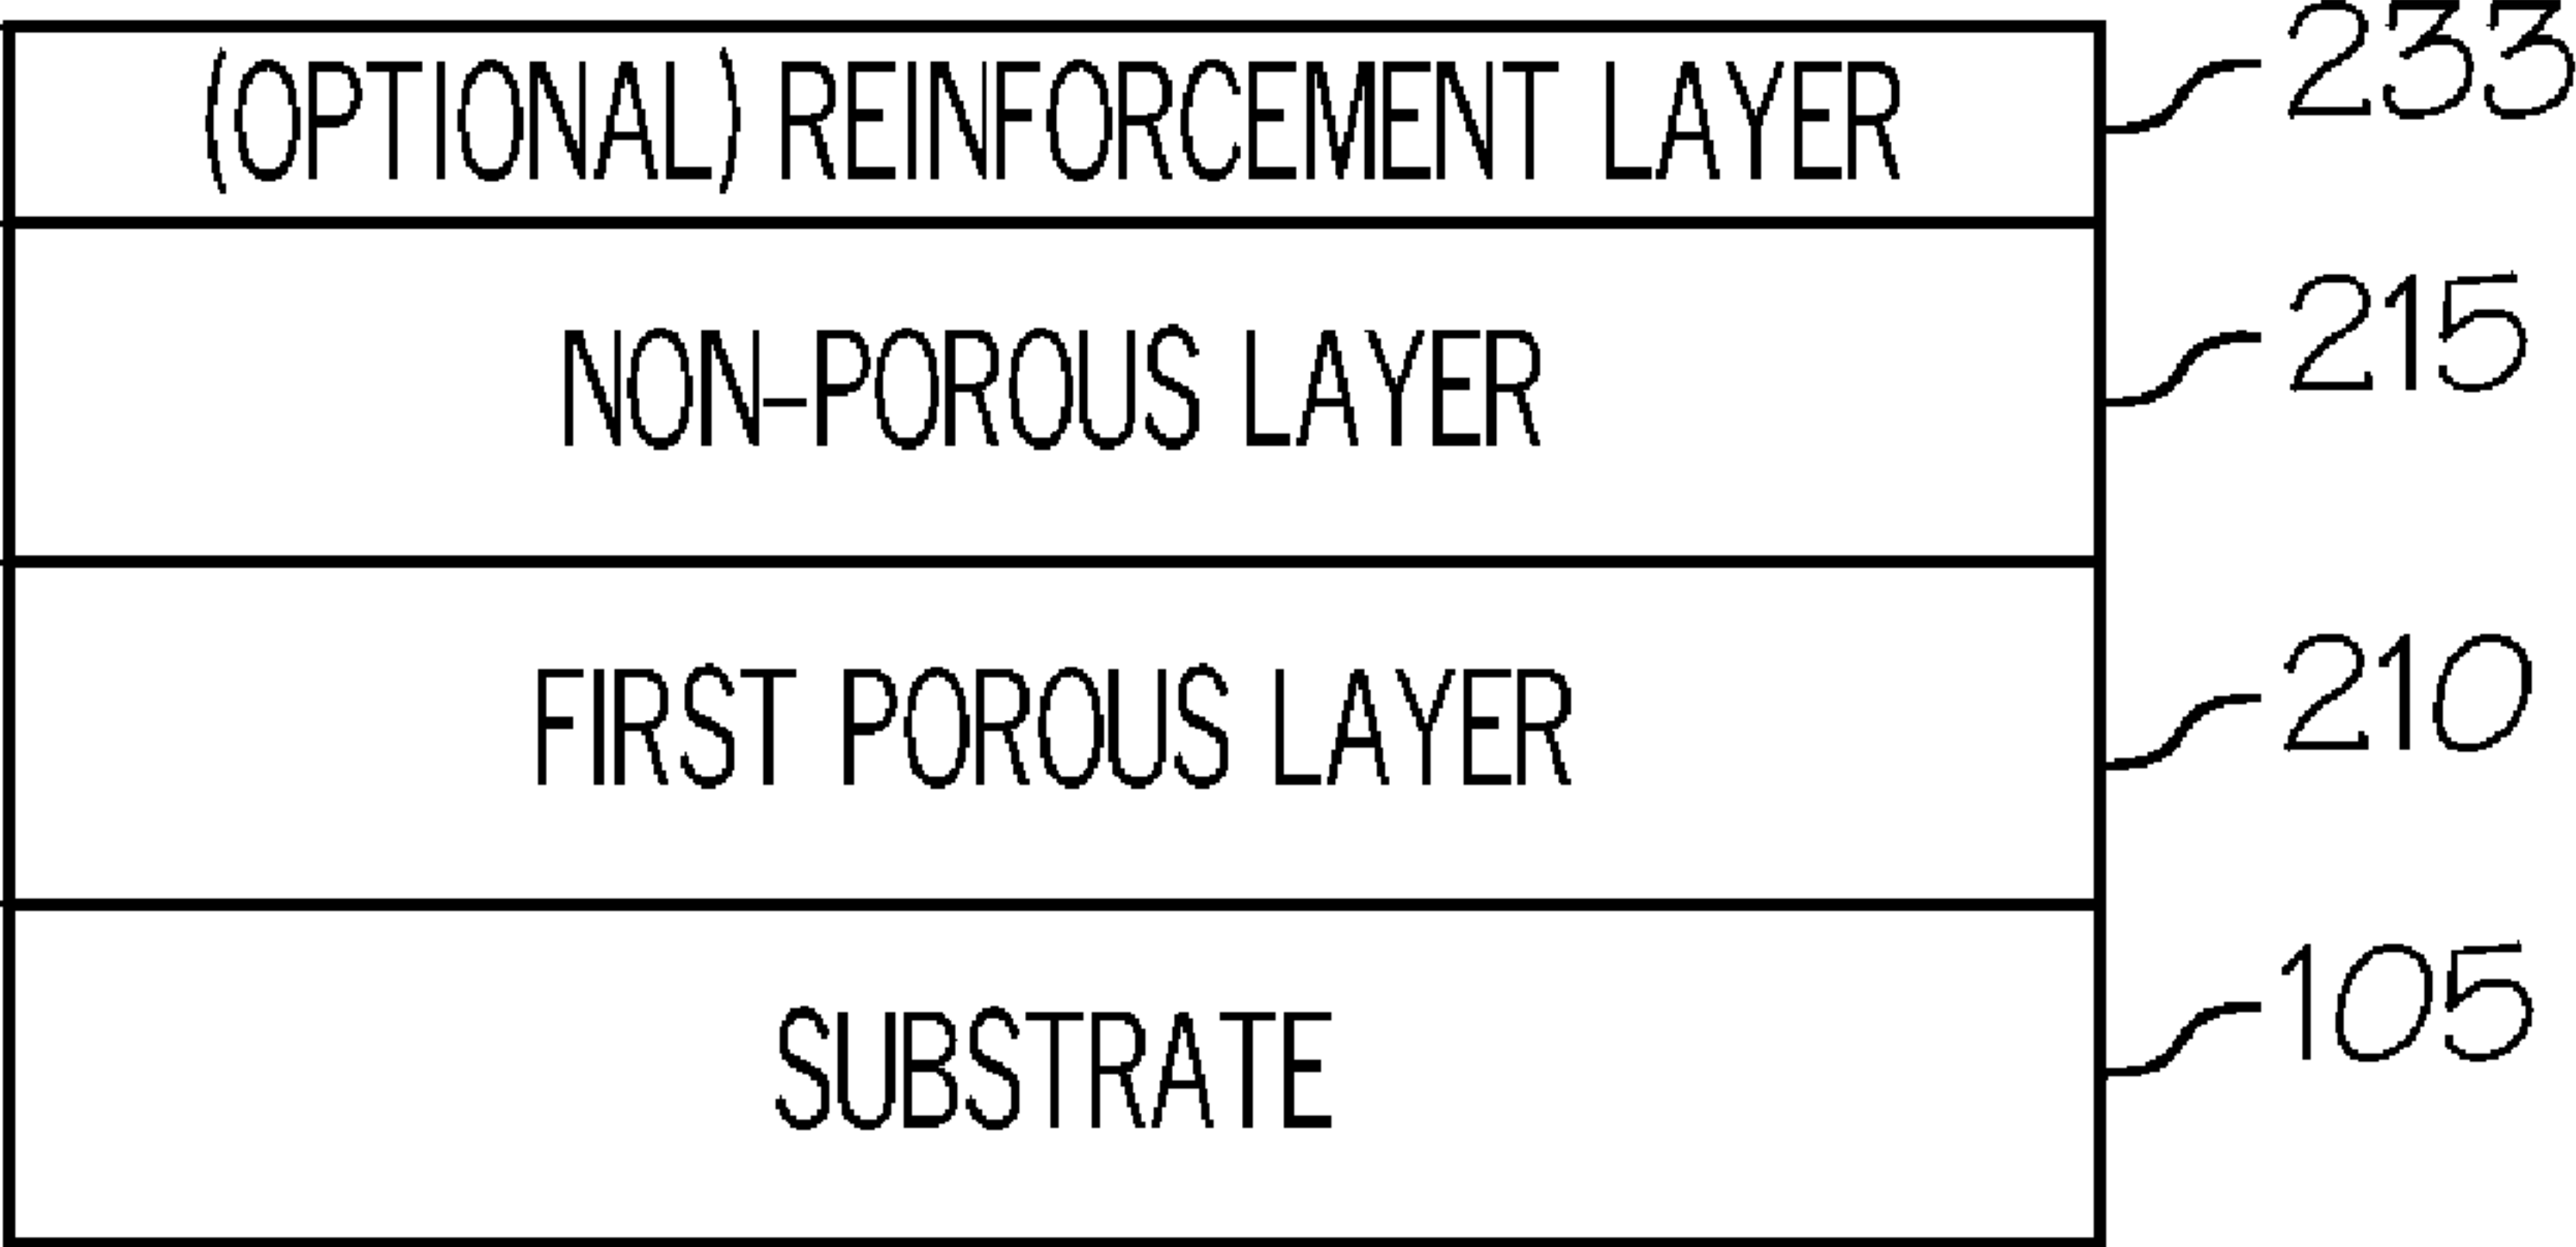 (OPTIONAL) REINFORCEMENT LAYER 233
NON-POROUS LAYER 215
FIRST POROUS LAYER 210
SUBSTRATE 105